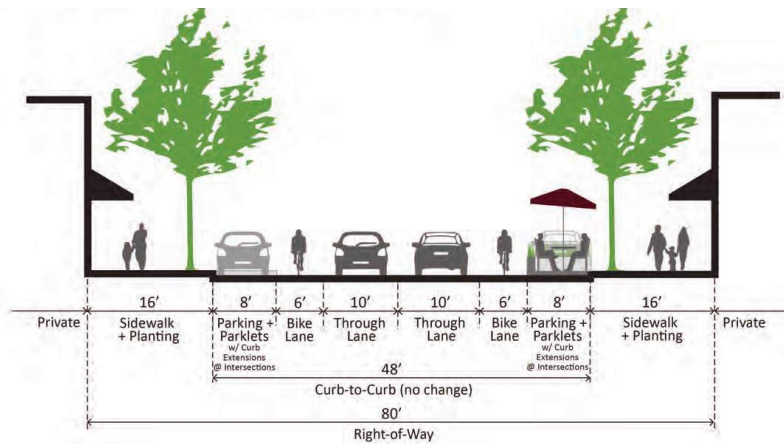 16’ 8’ 6’ 10’ 10’ 6’ 8’ 16’
Private
Sidewalk
+ Planting
Parking +
Parklets
w/ Curb
Extensions
@ Intersections
Bike
Lane
Through
Lane
Through
Lane
Bike
Lane
Parking +
Parklets
w/ Curb
Extensions
@ Intersections
Sidewalk
+ Planting
Private
48’
Curb-to-Curb (no change)
80’
Right-of-Way